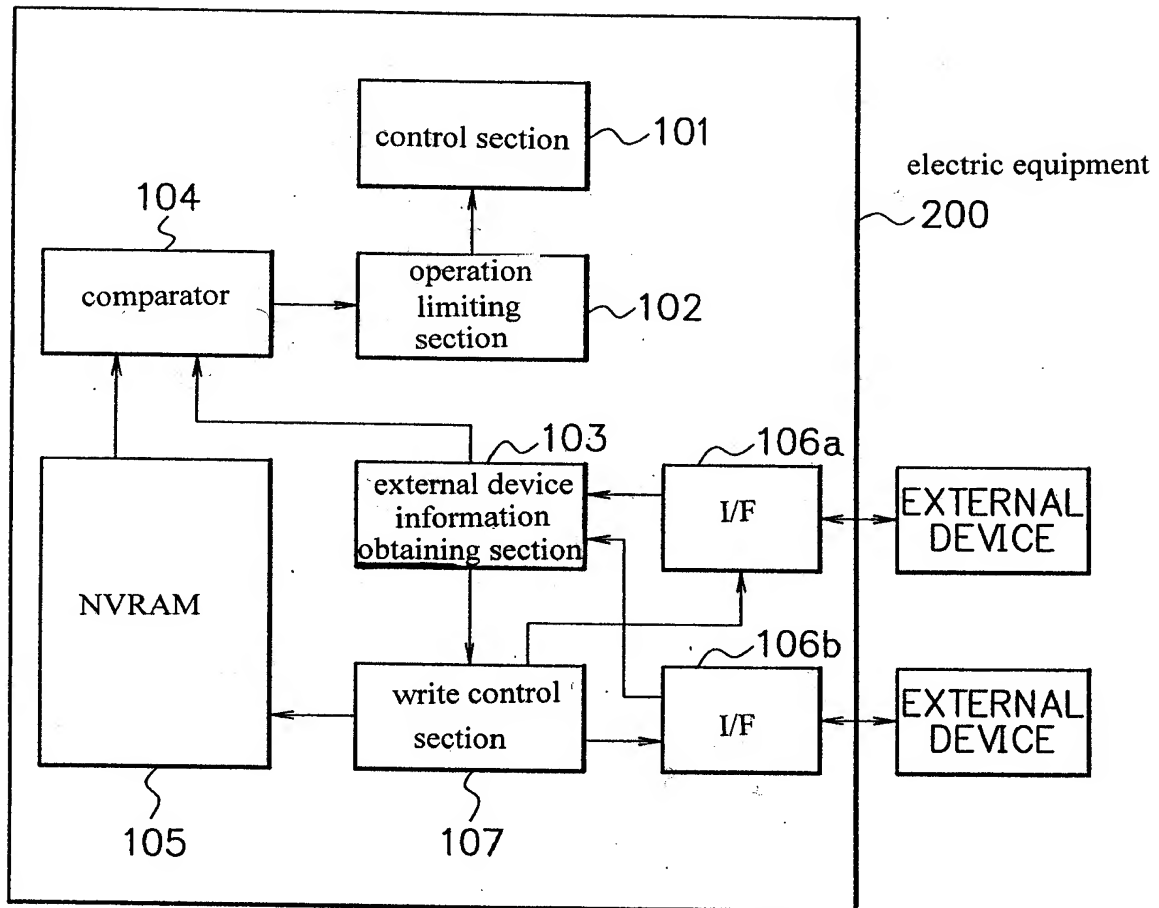 control section
101
electric equipment
200
104
comparator
operation
limiting
section
102
103
external device
information
obtaining section
106a
I/F
EXTERNAL
DEVICE
NVRAM
105
write control
section
107
106b
I/F
EXTERNAL
DEVICE